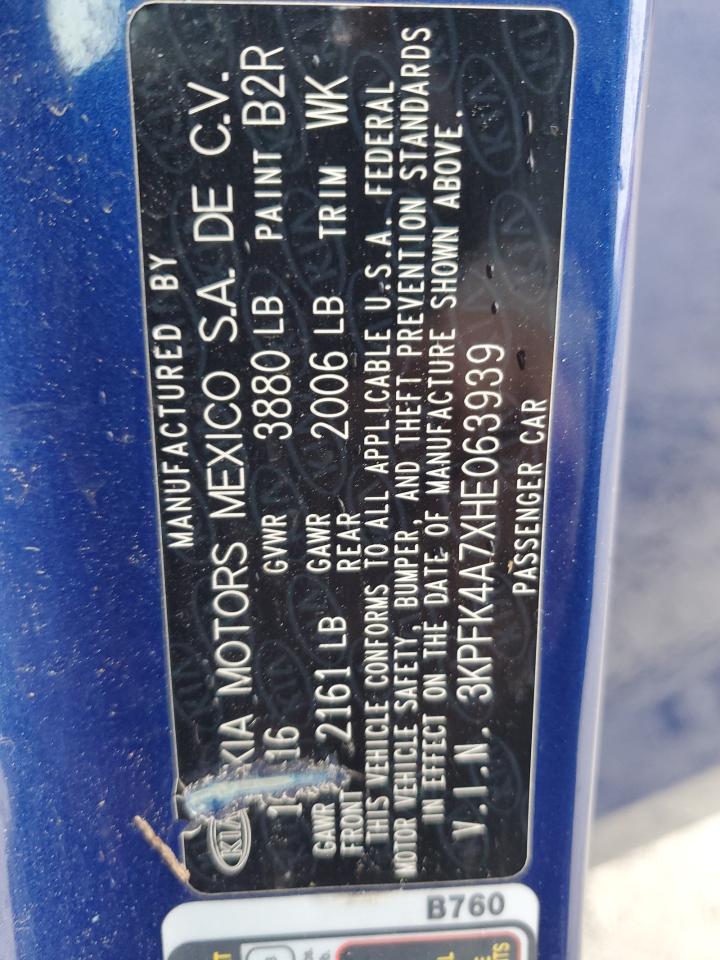 MANUFACTURED BY
KIA KIA MOTORS MEXICO S.A. DE C.V.
16 GVWR 3880 LB PAINT B2R
GAWR FRONT 2161 LB GAWR REAR 2006 LB TRIM WK
THIS VEHICLE CONFORMS TO ALL APPLICABLE U.S.A. FEDERAL
MOTOR VEHICLE SAFETY, BUMPER, AND THEFT PREVENTION STANDARDS
IN EFFECT ON THE DATE OF MANUFACTURE SHOWN ABOVE.
V.I.N. 3KPFK4A7XHE063939
PASSENGER CAR
B760